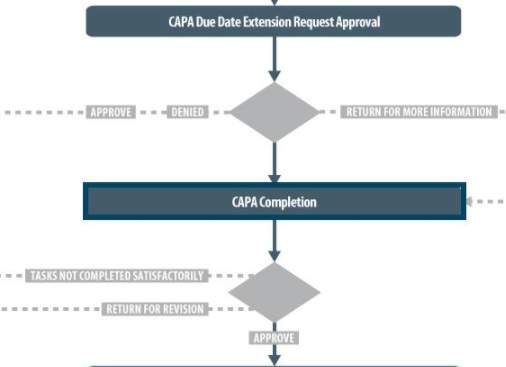 CAPA Due Date Extension Request Approval
APPROVE
DENIED
RETURN FOR MORE INFORMATION
CAPA Completion
TASKS NOT COMPLETED SATISFACTORILY
RETURN FOR REVISION
APPROVE